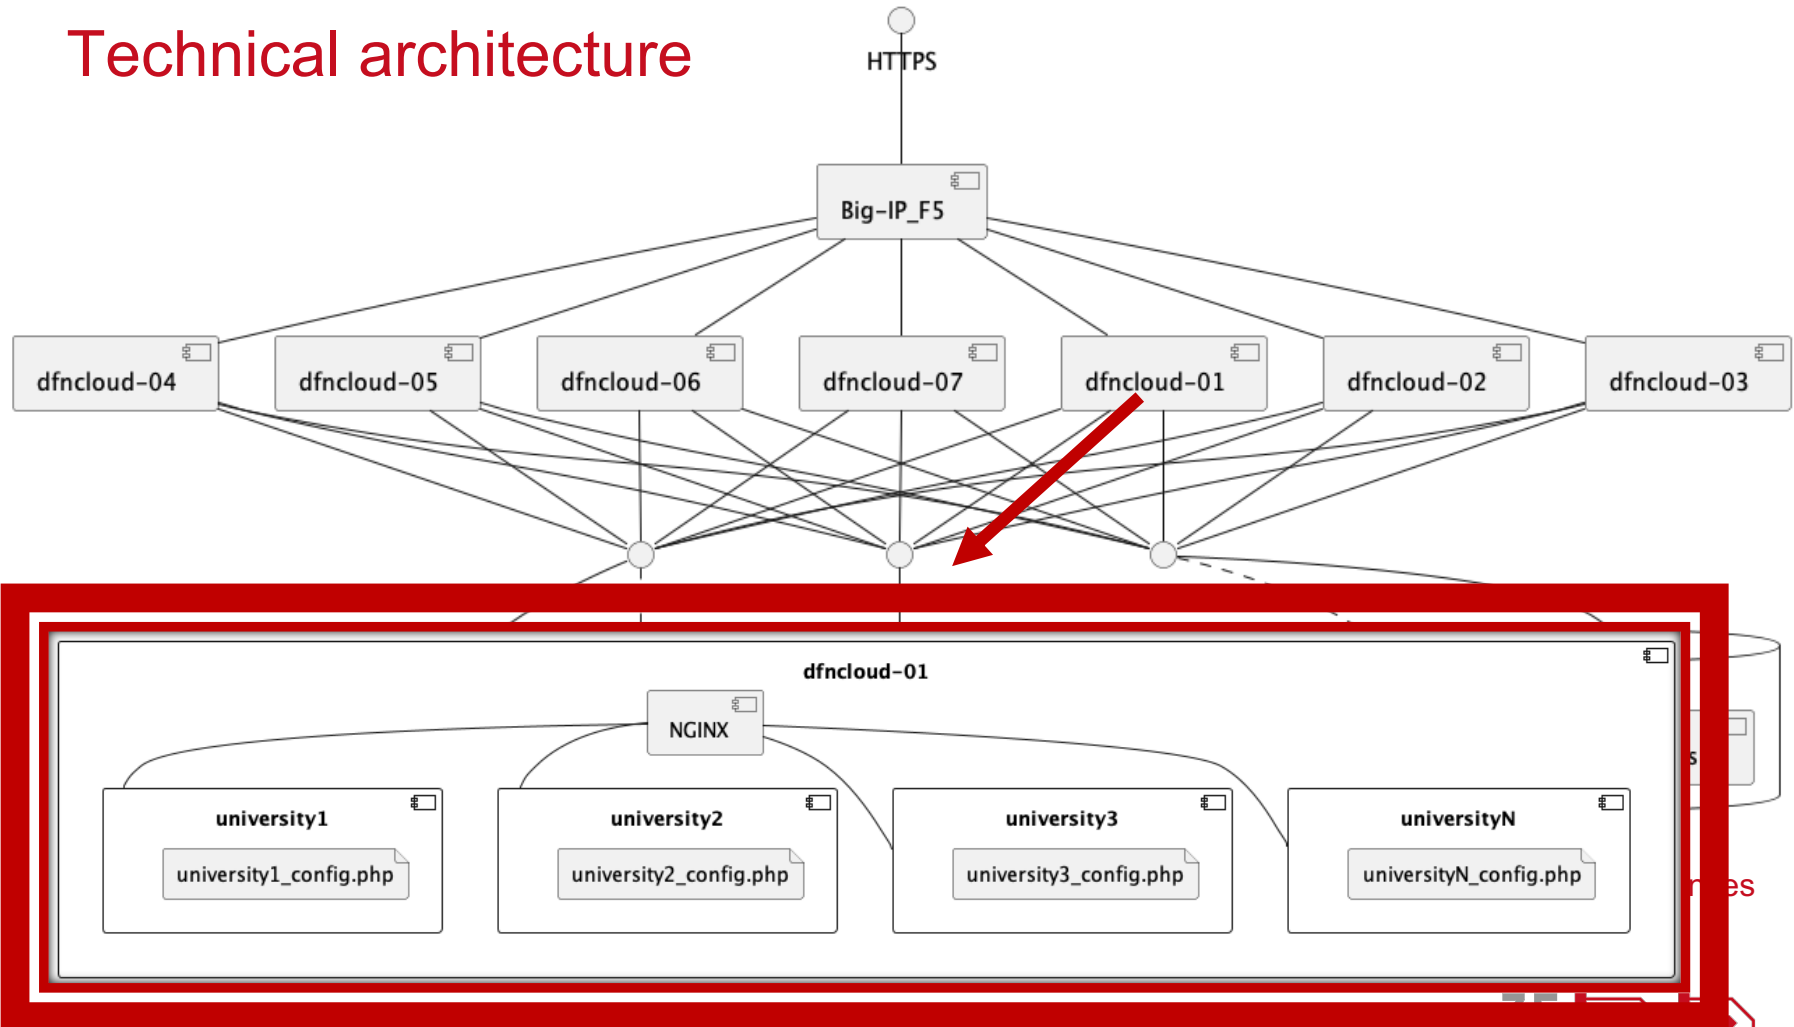 Technical architecture
HTTPS
Big-IP_F5
dfncloud-04
dfncloud-05
dfncloud-06
dfncloud-07
dfncloud-01
dfncloud-02
dfncloud-03
dfncloud-01
NGINX
university1
university2
university3
universityN
university1_config.php
university2_config.php
university3_config.php
universityN_config.php